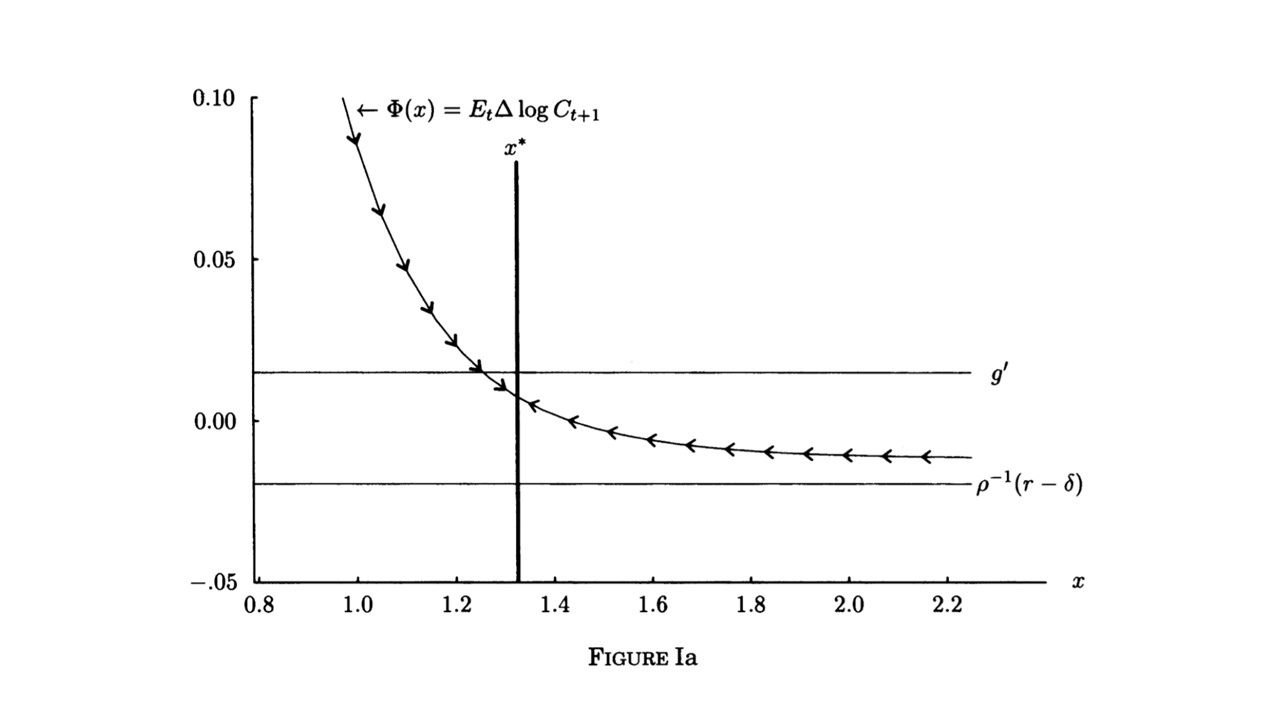 0.10
← Φ(x) = E_tΔ log C_{t+1}
x*
0.05
g′
0.00
ρ⁻¹(r − δ)
−.05
x
0.8 1.0 1.2 1.4 1.6 1.8 2.0 2.2
FIGURE Ia